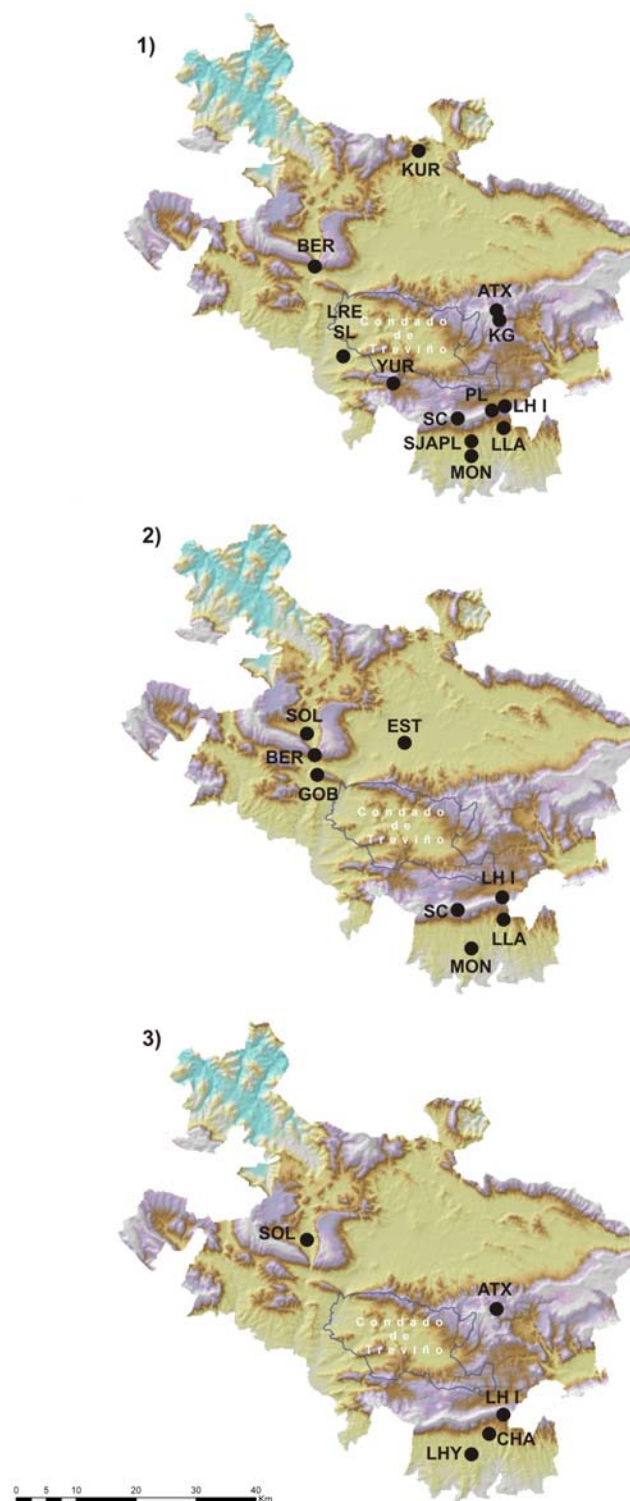 1)
KUR
BER
ATX
LRE
SL
Condado
de
Treviño
KG
YUR
PL
LH I
SC
SJAPL
LLA
MON
2)
SOL
EST
BER
GOB
Condado
de
Treviño
LH I
SC
LLA
MON
3)
SOL
ATX
Condado
de
Treviño
LH I
CHA
LHY
0 5 10 20 30 40
Km